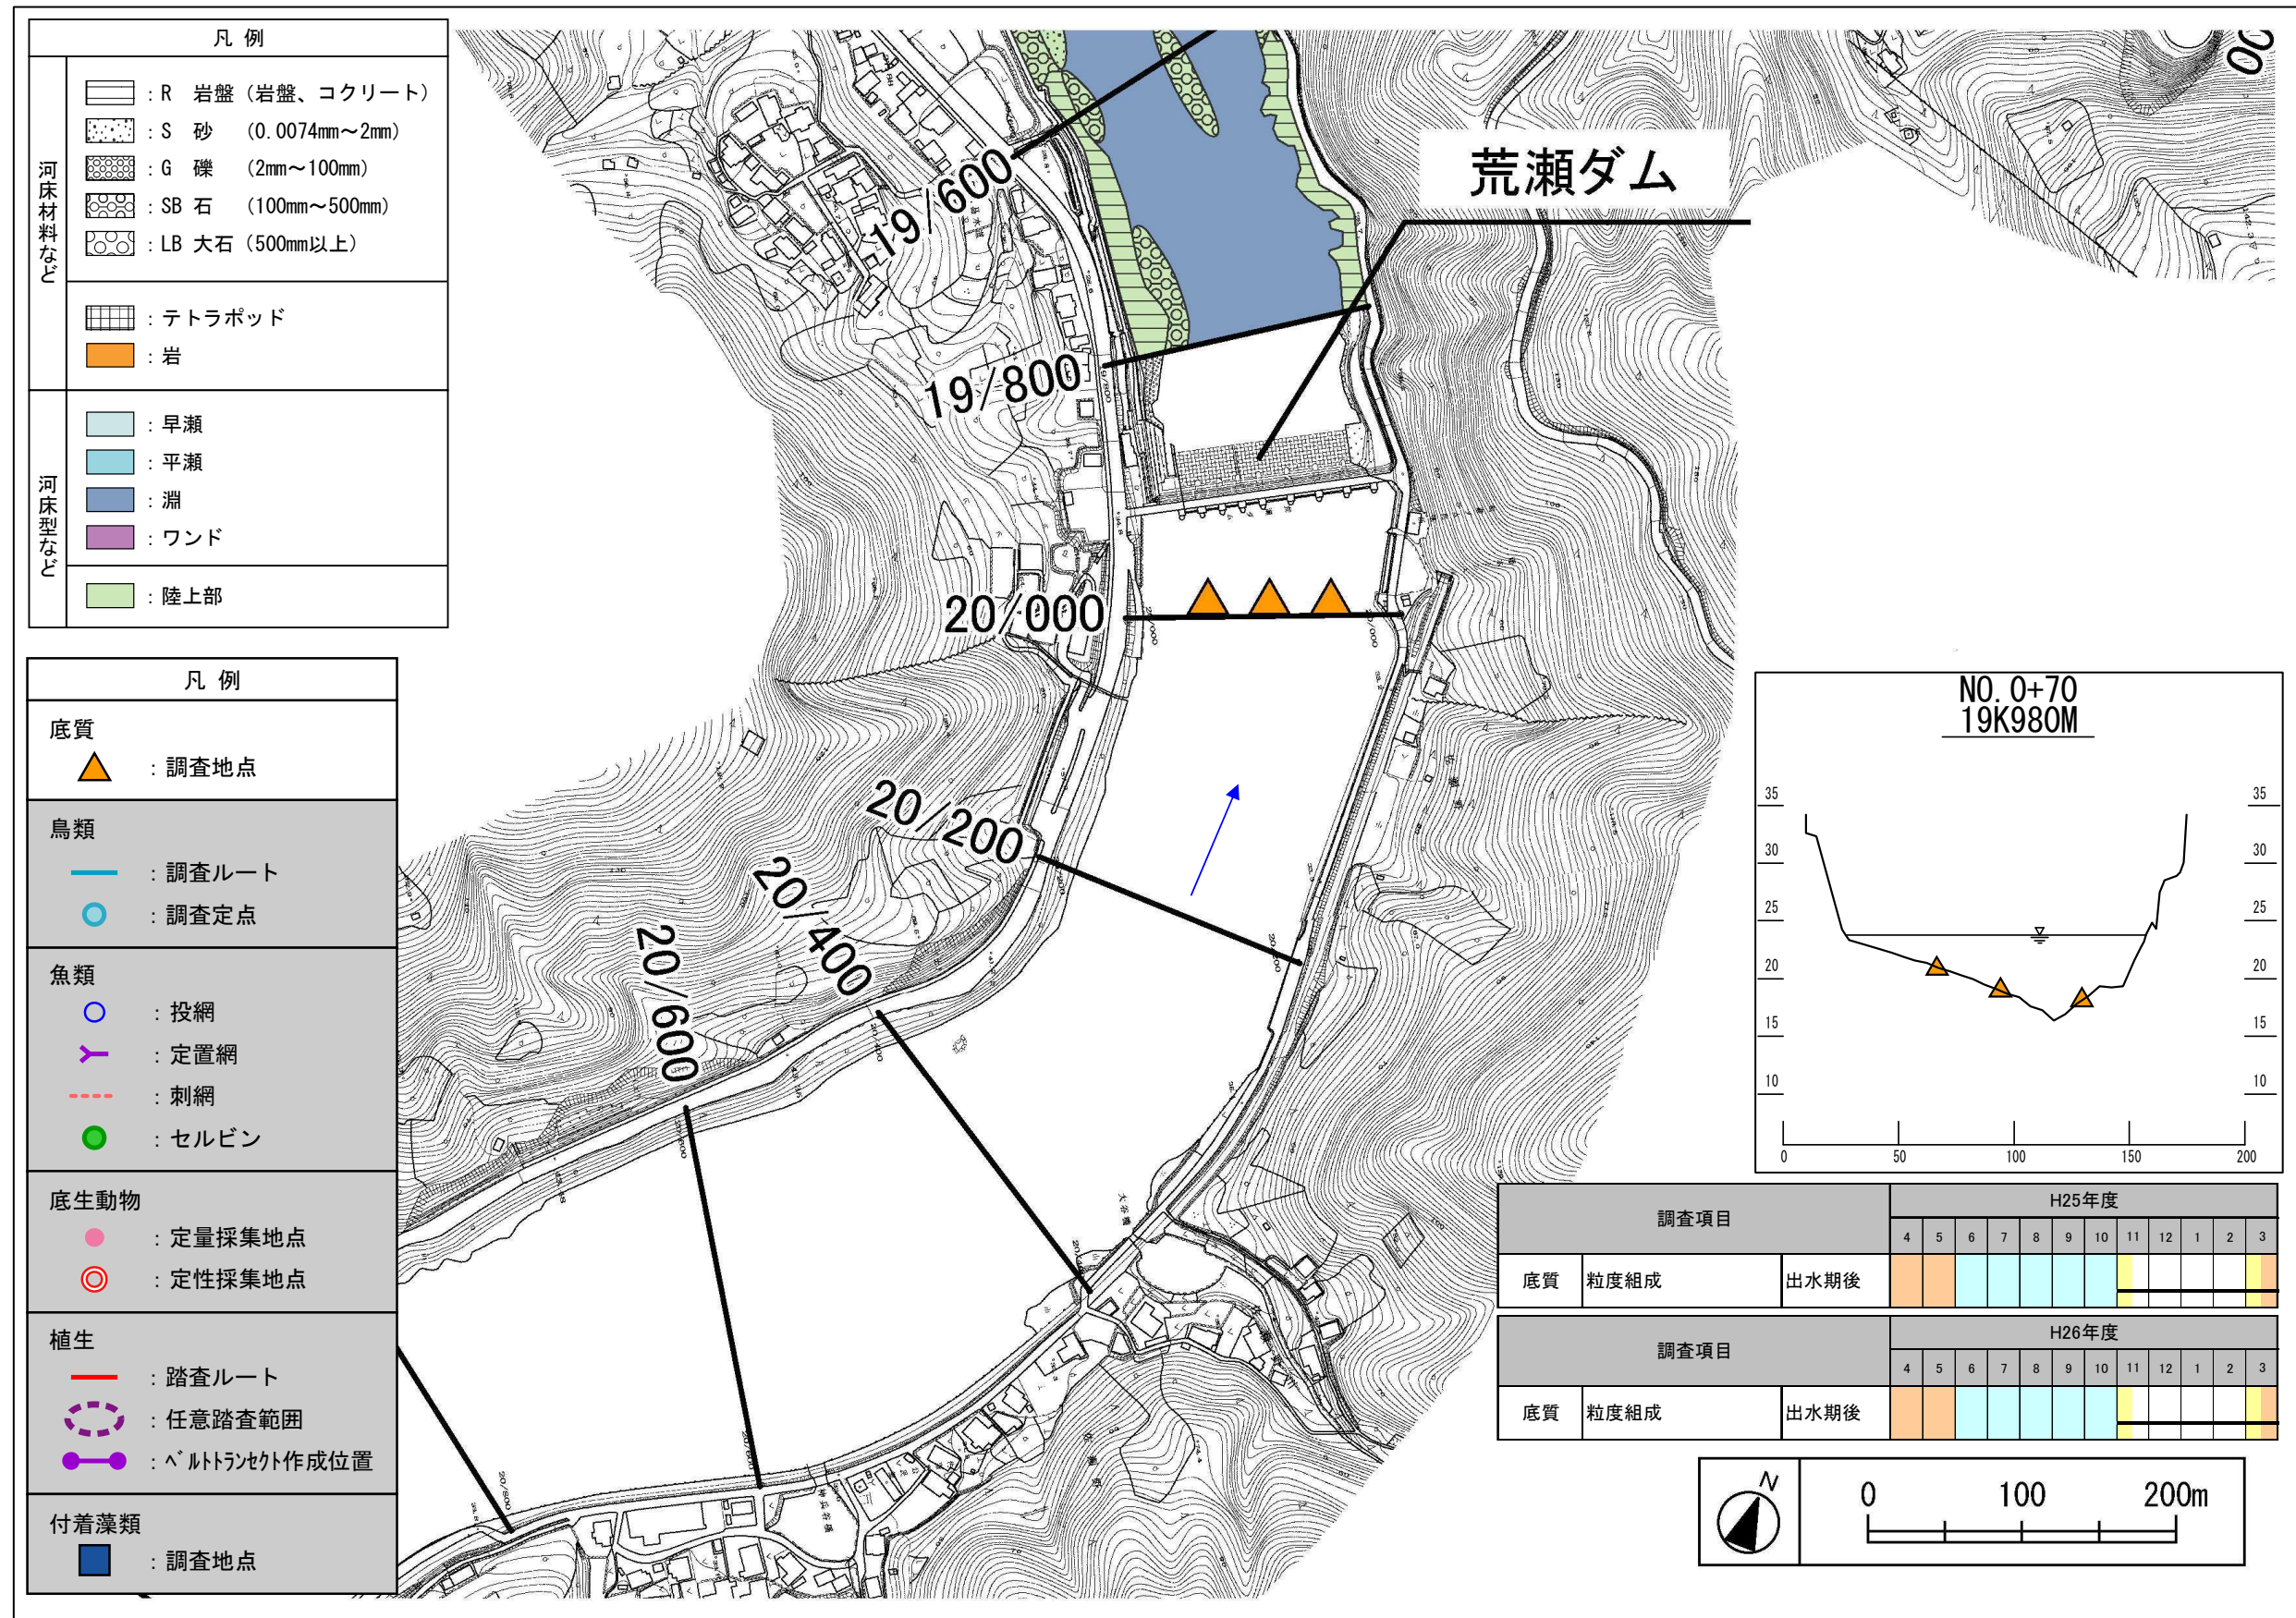 凡 例
河床材料など
: R 岩盤（岩盤、コクリート）
: S 砂 （0.0074mm～2mm）
: G 礫 （2mm～100mm）
: SB 石 （100mm～500mm）
: LB 大石（500mm以上）
: テトラポッド
: 岩
河床型など
: 早瀬
: 平瀬
: 淵
: ワンド
: 陸上部
凡 例
底質
: 調査地点
鳥類
: 調査ルート
: 調査定点
魚類
: 投網
: 定置網
: 刺網
: セルビン
底生動物
: 定量採集地点
: 定性採集地点
植生
: 踏査ルート
: 任意踏査範囲
: ﾍﾞﾙﾄﾄﾗﾝｾｸﾄ作成位置
付着藻類
: 調査地点
荒瀬ダム
00
19/600
19/800
20/000
20/200
20/400
20/600
NO. 0+70
19K980M
35 35
30 30
25 25
20 20
15 15
10 10
0 50 100 150 200
調査項目 H25年度
4 5 6 7 8 9 10 11 12 1 2 3
底質 粒度組成 出水期後
調査項目 H26年度
4 5 6 7 8 9 10 11 12 1 2 3
底質 粒度組成 出水期後
N
0 100 200m